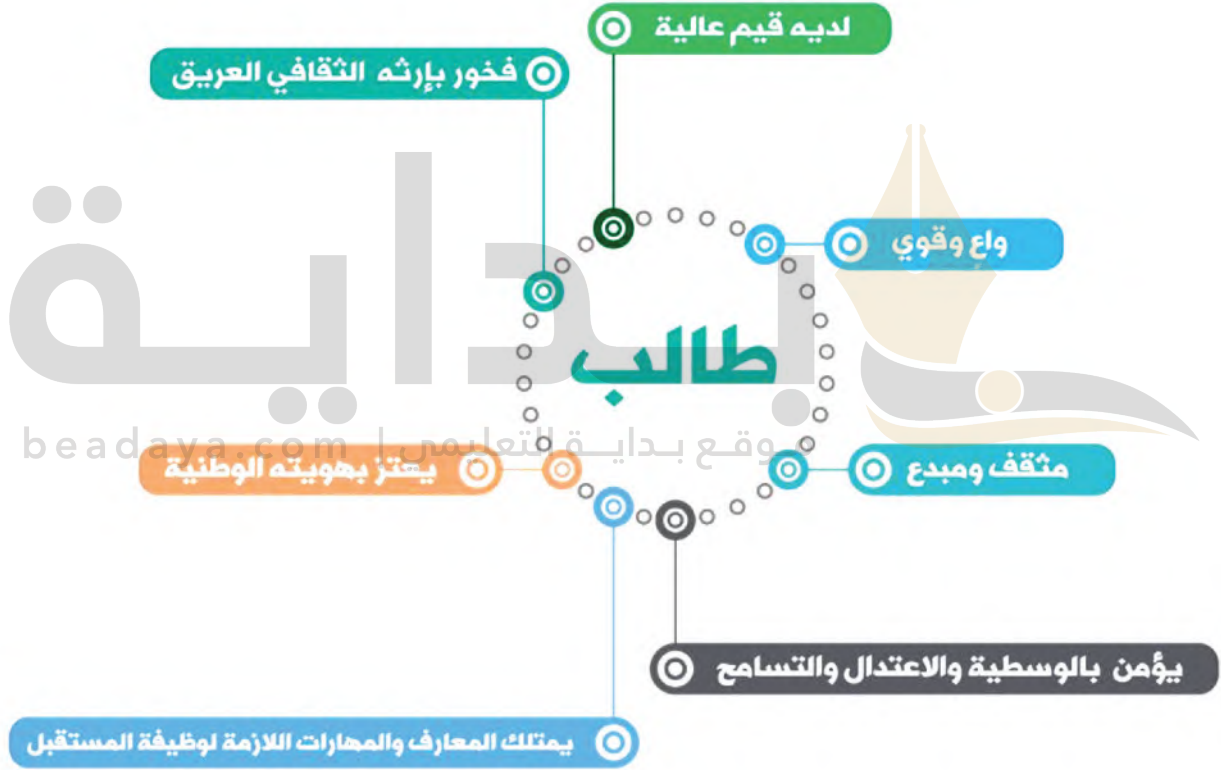 لديه قيم عالية
فخور بإرثه الثقافي العريق
واعٍ وقوي
بداية
طالب
beadaya.com | موقع بداية التعليمي
يعتز بهويته الوطنية
مثقف ومبدع
يؤمن بالوسطية والاعتدال والتسامح
يمتلك المعارف والمهارات اللازمة لوظيفة المستقبل